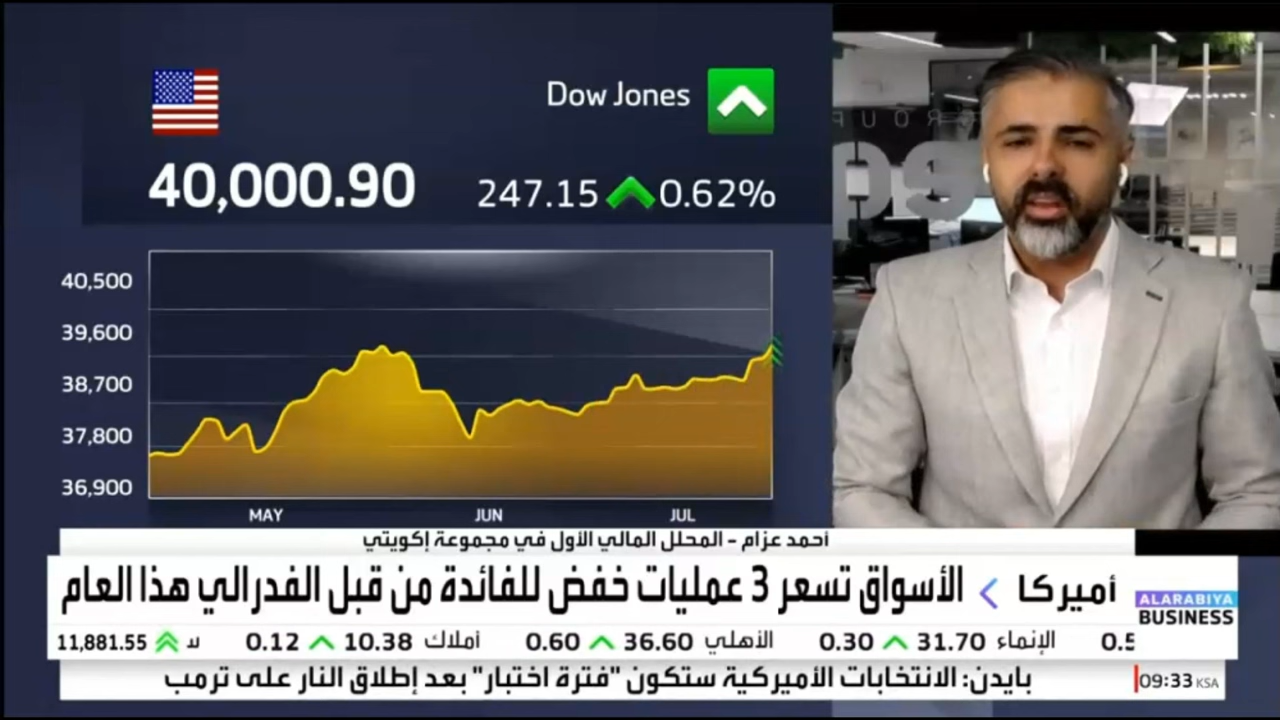 Dow Jones
40,000.90
247.15 0.62%
40,500
39,600
38,700
37,800
36,900
MAY JUN JUL
أحمد عزام - المحلل المالي الأول في مجموعة إكويتي
أميركا > الأسواق تسعر 3 عمليات خفض للفائدة من قبل الفدرالي هذا العام
ALARABIYA
BUSINESS
0.5 الإنماء 31.70 0.30 الأهلي 36.60 0.60 أملاك 10.38 0.12 11,881.55
بايدن: الانتخابات الأميركية ستكون "فترة اختبار" بعد إطلاق النار على ترمب
09:33 KSA